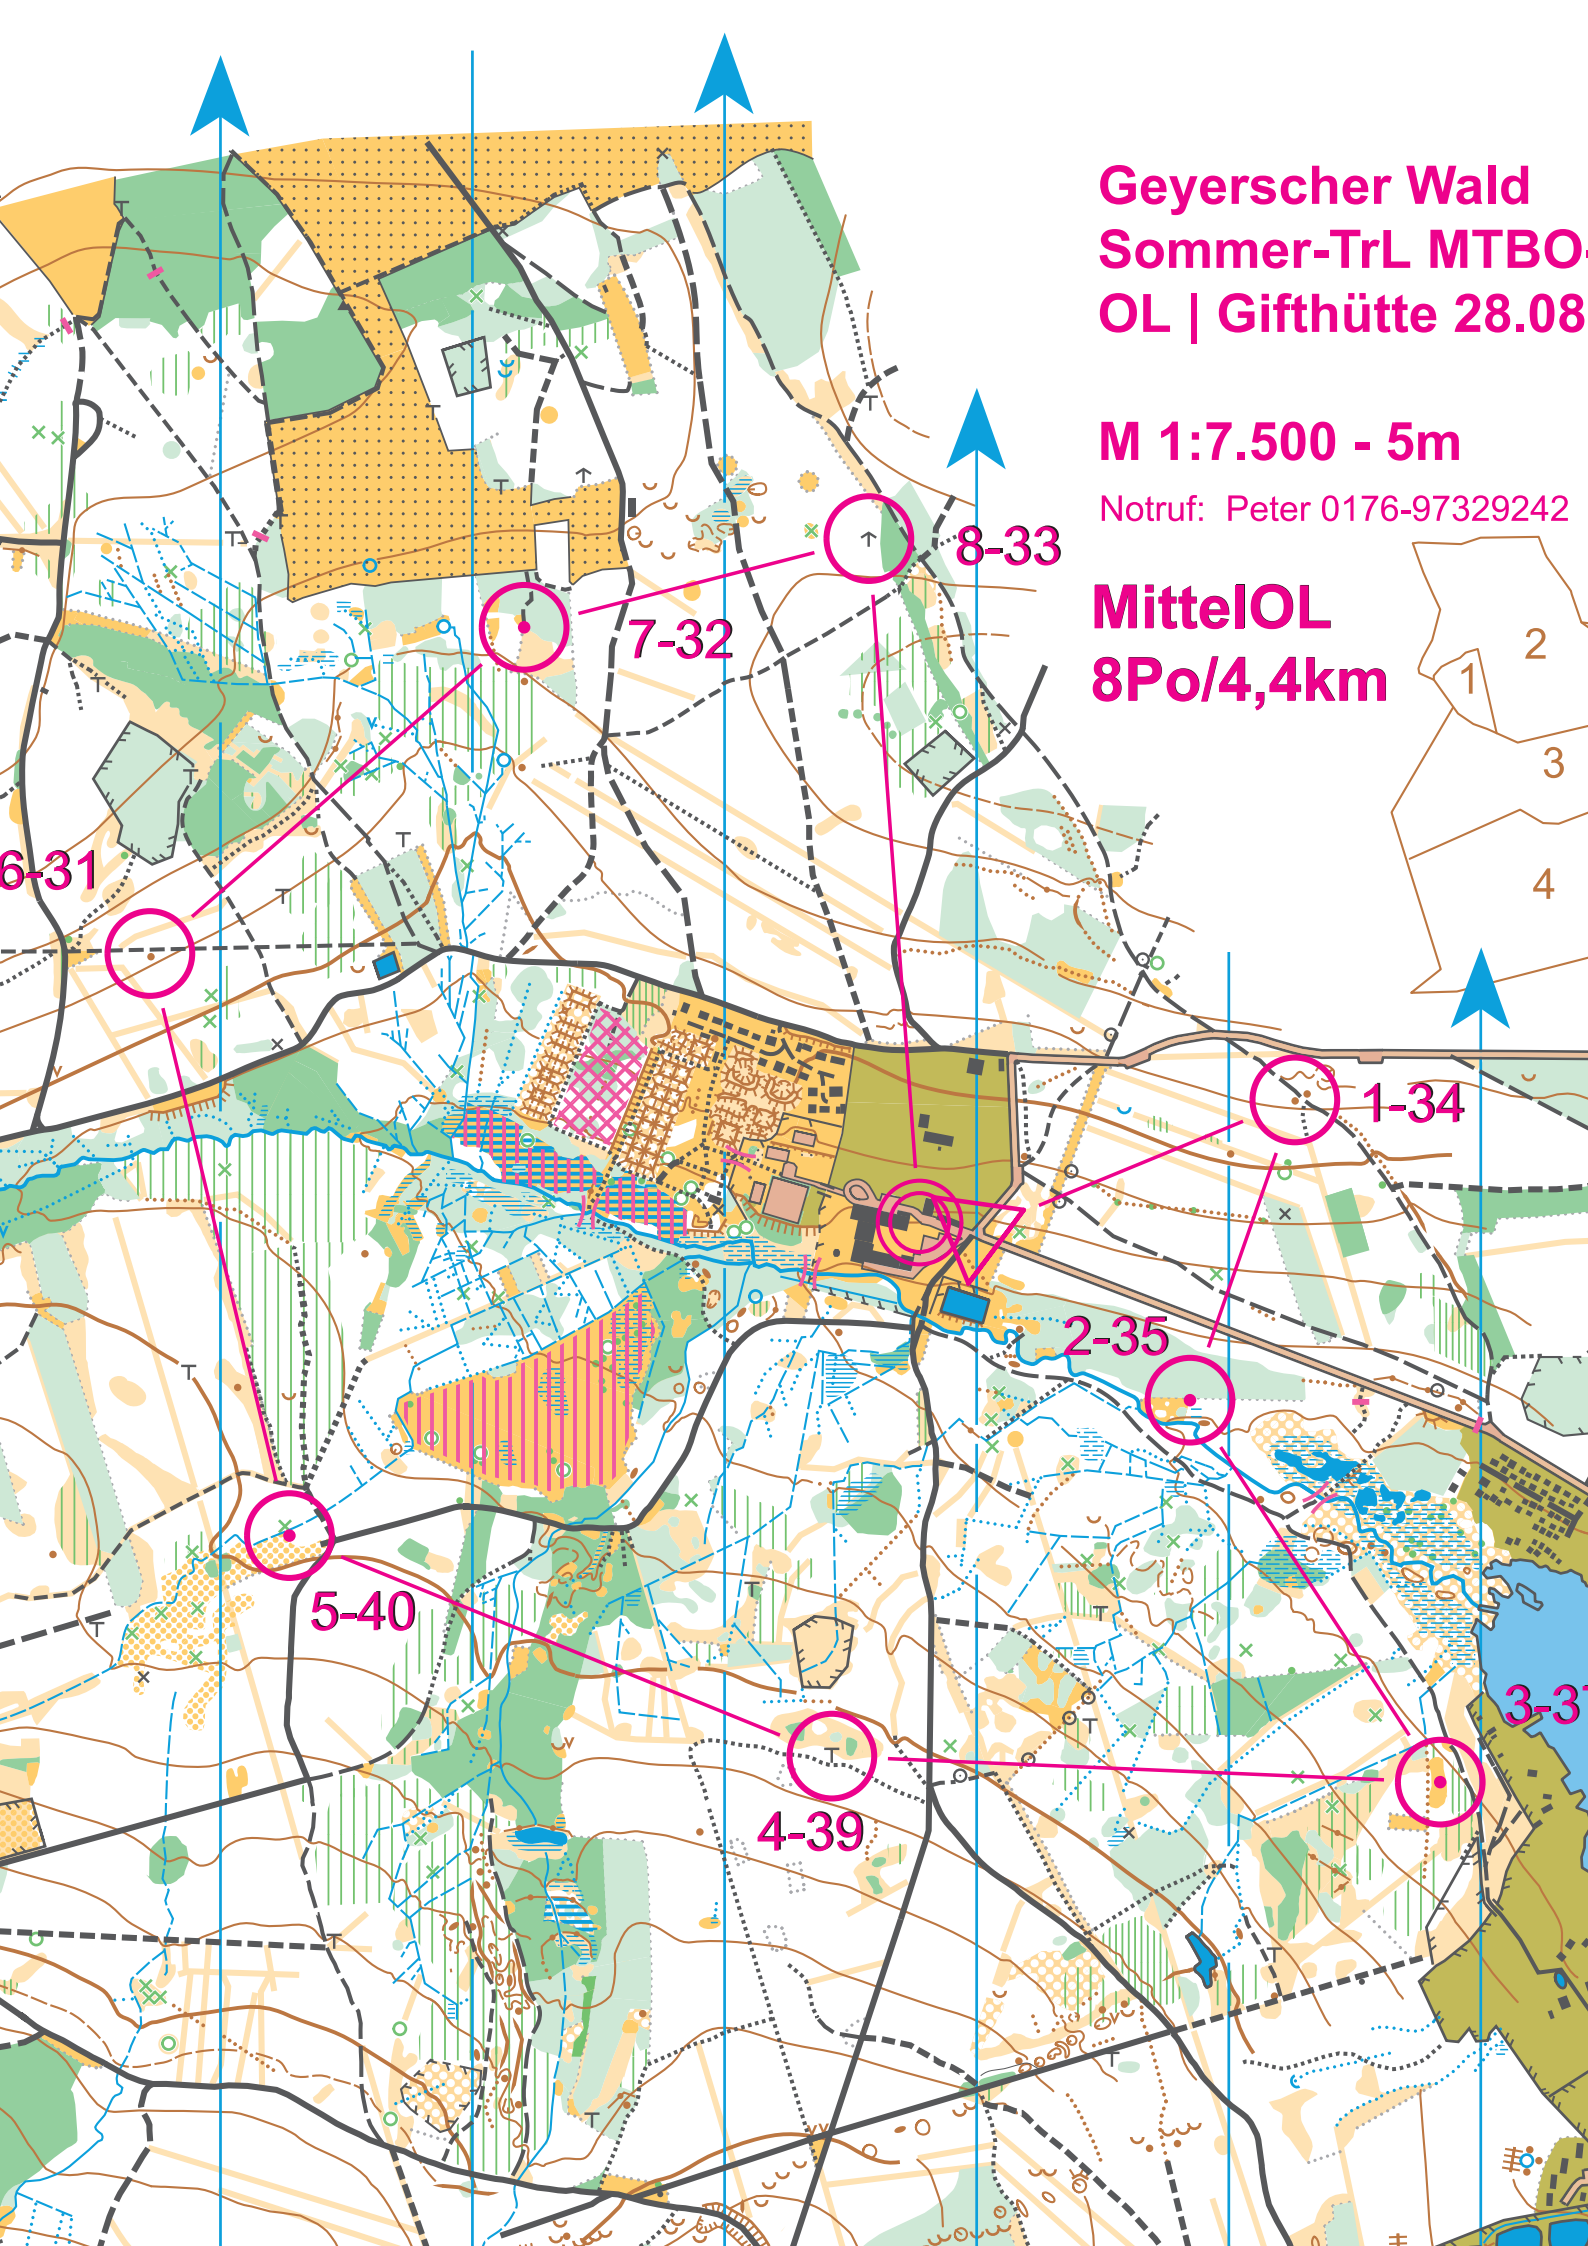 Geyerscher Wald
Sommer-TrL MTBO-
OL | Gifthütte 28.08
M 1:7.500 - 5m
Notruf: Peter 0176-97329242
8-33
MittelOL
8Po/4,4km
7-32
2
1
3
4
6-31
1-34
2-35
5-40
3-37
4-39